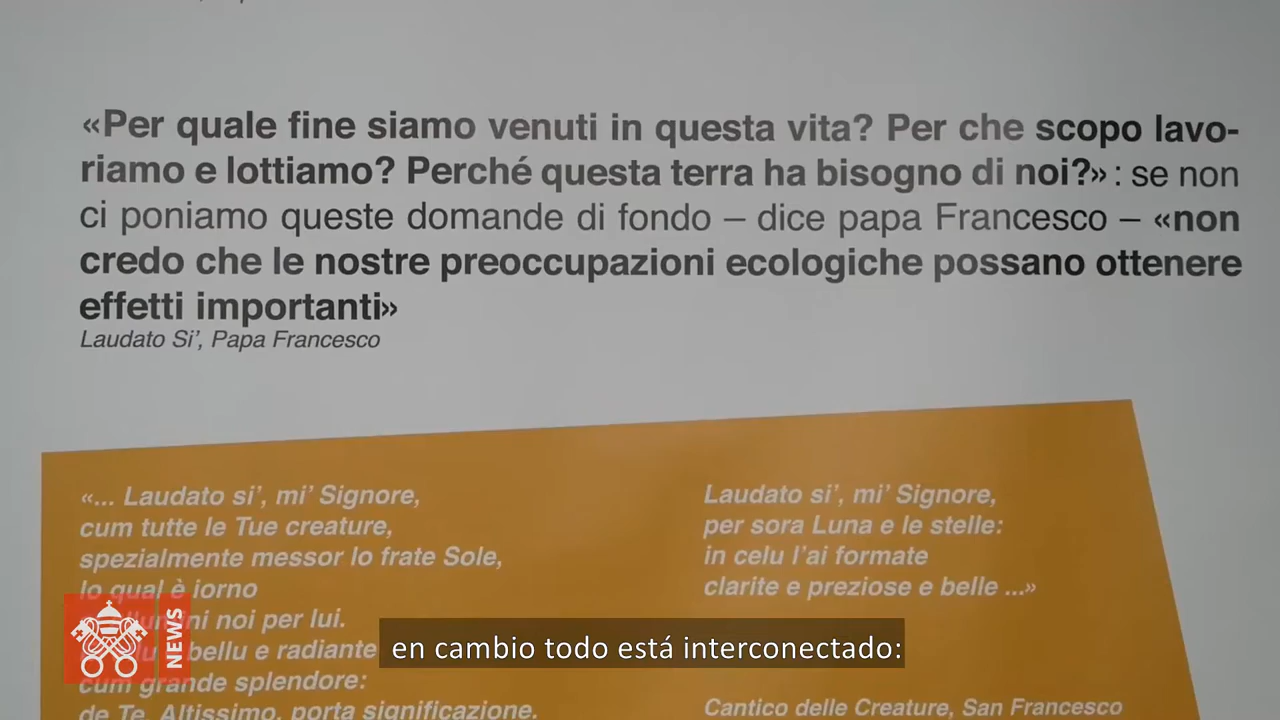 «Per quale fine siamo venuti in questa vita? Per che scopo lavo-
riamo e lottiamo? Perché questa terra ha bisogno di noi?» : se non
ci poniamo queste domande di fondo – dice papa Francesco – «non
credo che le nostre preoccupazioni ecologiche possano ottenere
effetti importanti»
Laudato Si', Papa Francesco
«... Laudato si', mi' Signore,
cum tutte le Tue creature,
spezialmente messor lo frate Sole,
lo qual è iorno
noi per lui.
bellu e radiante
cum grande splendore:
de Te, Altissimo, porta significazione.
Laudato si', mi' Signore,
per sora Luna e le stelle:
in celu l'ai formate
clarite e preziose e belle ...»
Cantico delle Creature, San Francesco
NEWS
en cambio todo está interconectado: